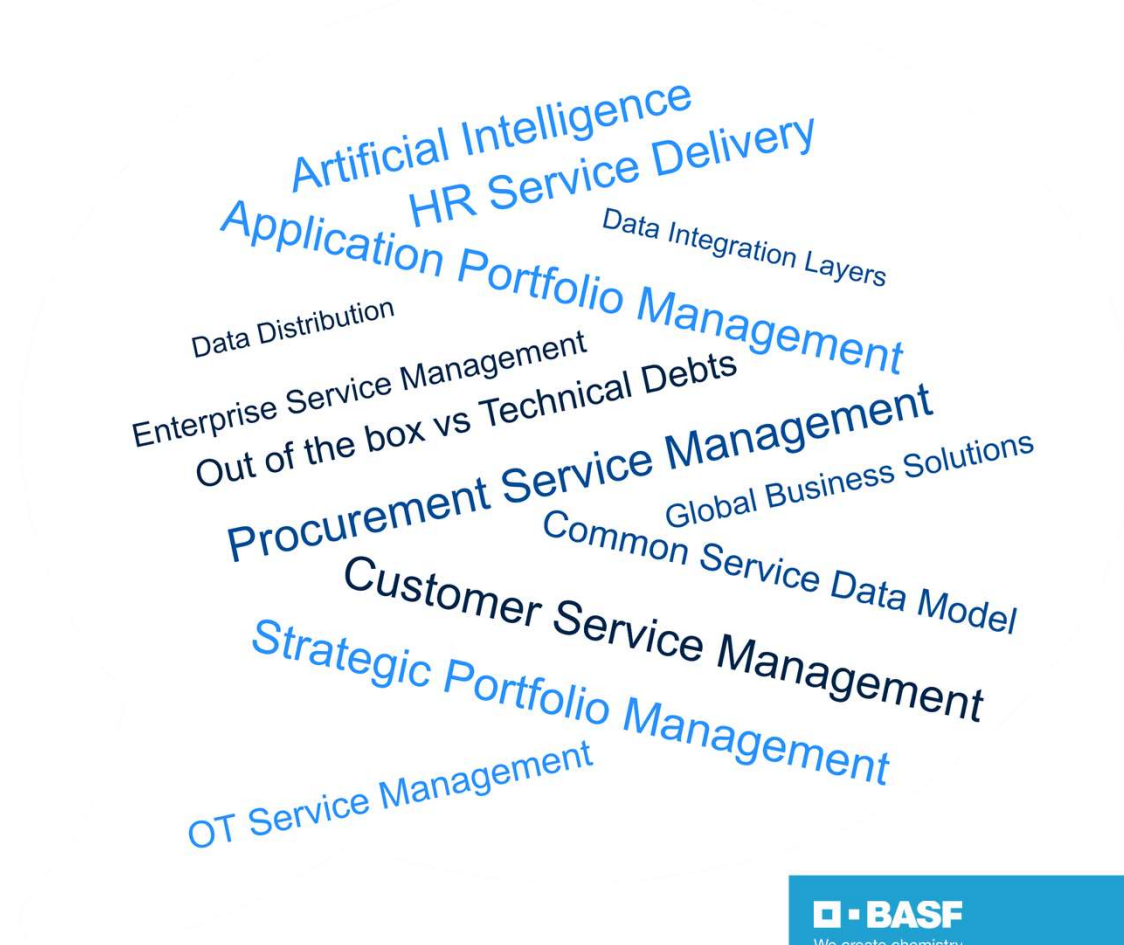 Artificial Intelligence
HR Service Delivery
Application Portfolio Management
Data Integration Layers
Data Distribution
Enterprise Service Management
Out of the box vs Technical Debts
Procurement Service Management
Global Business Solutions
Common Service Data Model
Customer Service Management
Strategic Portfolio Management
OT Service Management
BASF
We create chemistry